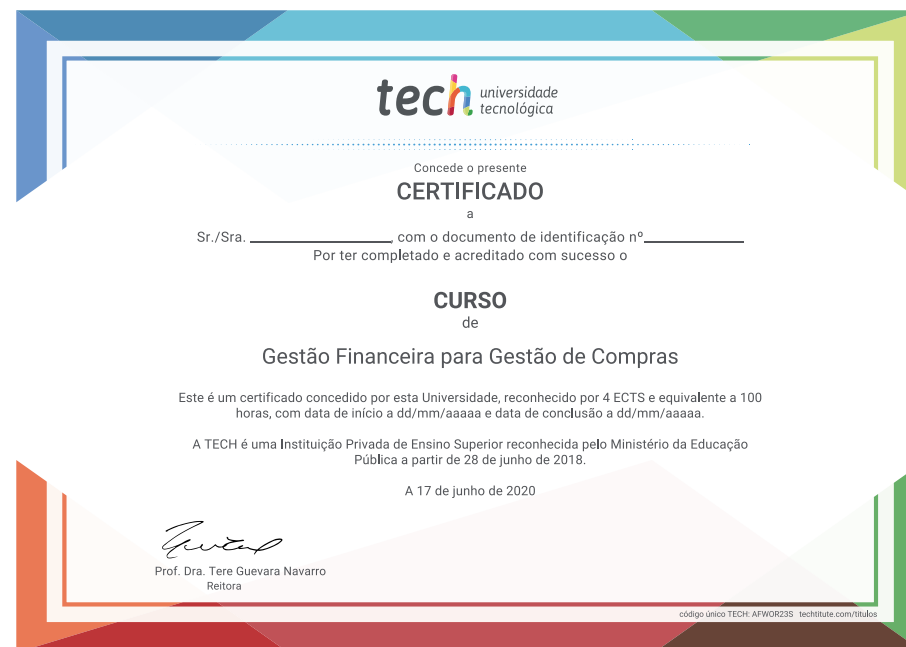 tech universidade
tecnológica
Concede o presente
CERTIFICADO
a
Sr./Sra. ____________________, com o documento de identificação nº______________
Por ter completado e acreditado com sucesso o
CURSO
de
Gestão Financeira para Gestão de Compras
Este é um certificado concedido por esta Universidade, reconhecido por 4 ECTS e equivalente a 100
horas, com data de início a dd/mm/aaaaa e data de conclusão a dd/mm/aaaaa.
A TECH é uma Instituição Privada de Ensino Superior reconhecida pelo Ministério da Educação
Pública a partir de 28 de junho de 2018.
A 17 de junho de 2020
Prof. Dra. Tere Guevara Navarro
Reitora
código único TECH: AFWOR23S techtitute.com/titulos